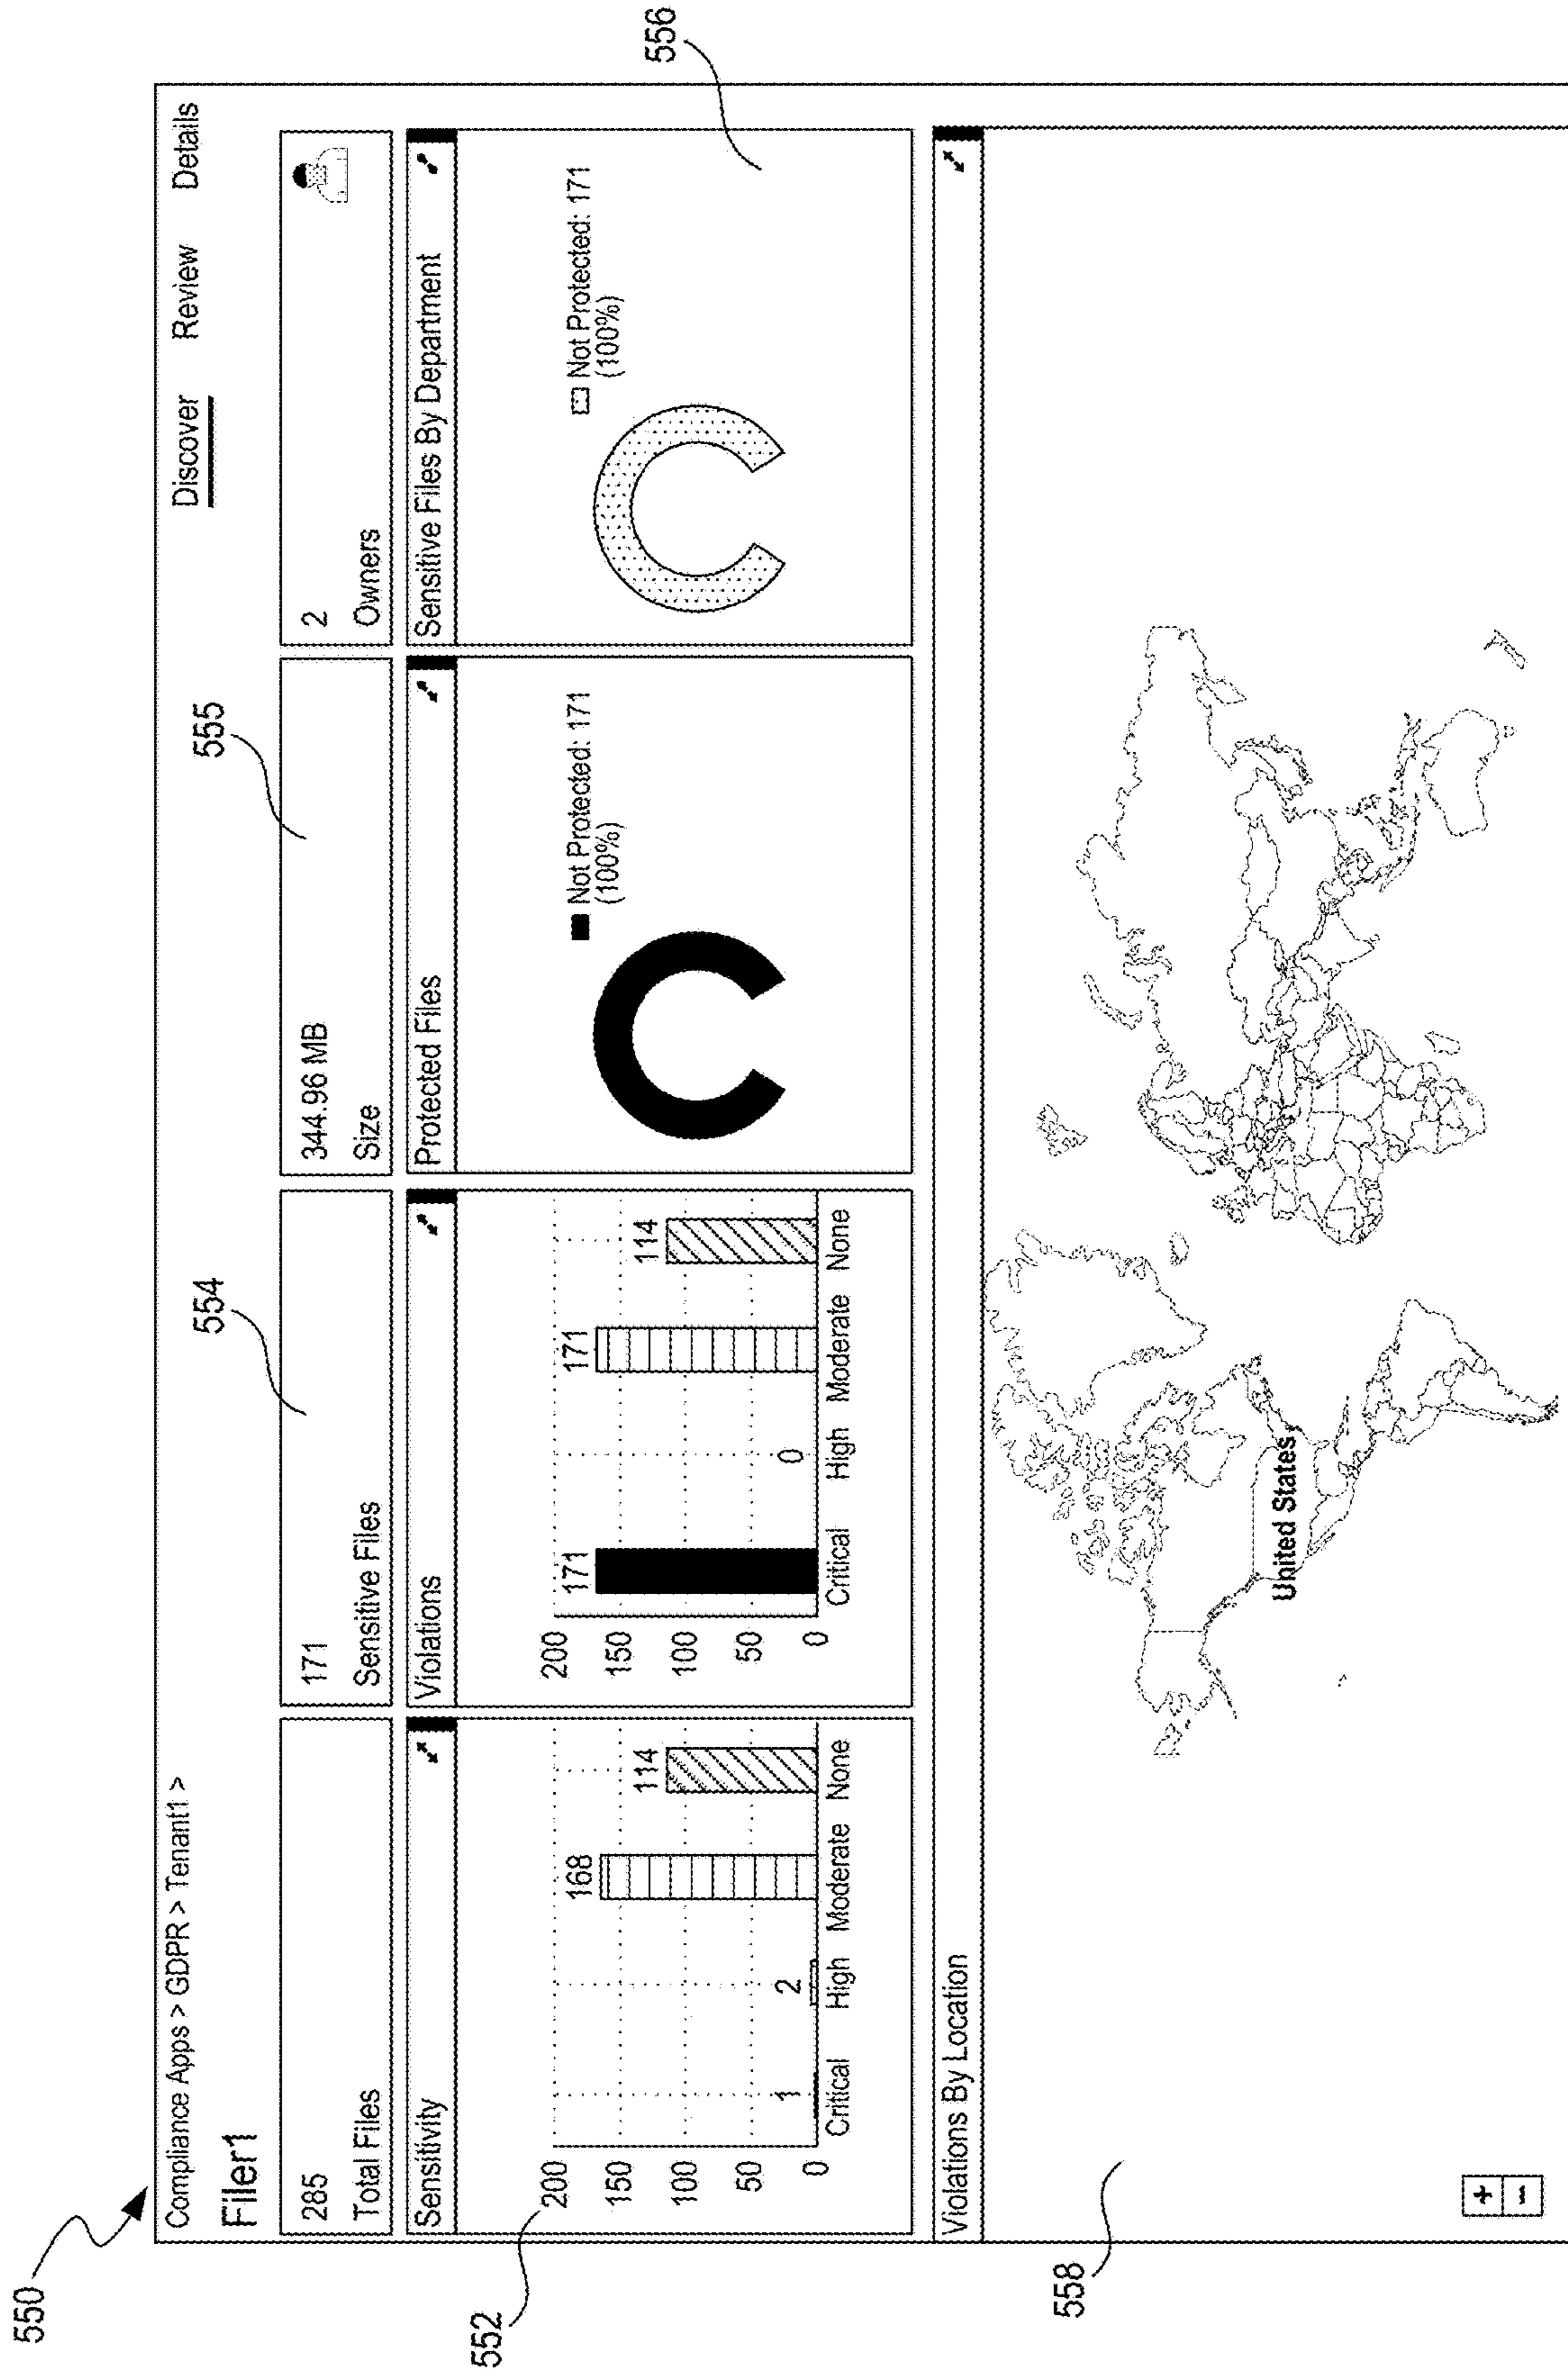 550
Compliance Apps > GDPR > Tenant1 >
Filer1
Discover Review Details
554
555
285
Total Files
171
Sensitive Files
344.96 MB
Size
2
Owners
552
Sensitivity
200
150
100
50
0
1
2
168
114
Critical High Moderate None
Violations
200
150
100
50
0
171
0
171
114
Critical High Moderate None
Protected Files
Not Protected: 171
(100%)
Sensitive Files By Department
Not Protected: 171
(100%)
556
558
Violations By Location
United States
+
-